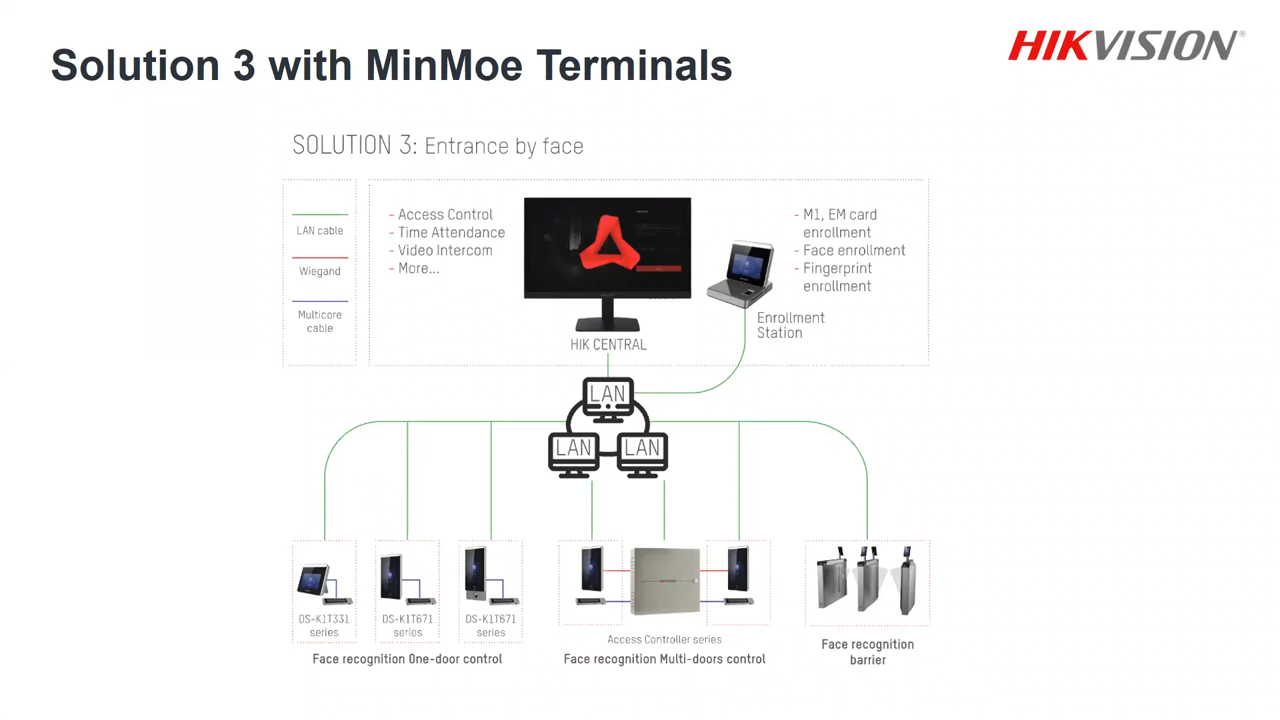 Solution 3 with MinMoe Terminals
HIKVISION®
SOLUTION 3: Entrance by face
LAN cable
Wiegand
Multicore
cable
- Access Control
- Time Attendance
- Video Intercom
- More...
HIK CENTRAL
- M1, EM card
enrollment
- Face enrollment
- Fingerprint
enrollment
Enrollment
Station
LAN
LAN
LAN
DS-K1T331
series
DS-K1T671
series
DS-K1T671
series
Face recognition One-door control
Access Controller series
Face recognition Multi-doors control
Face recognition
barrier